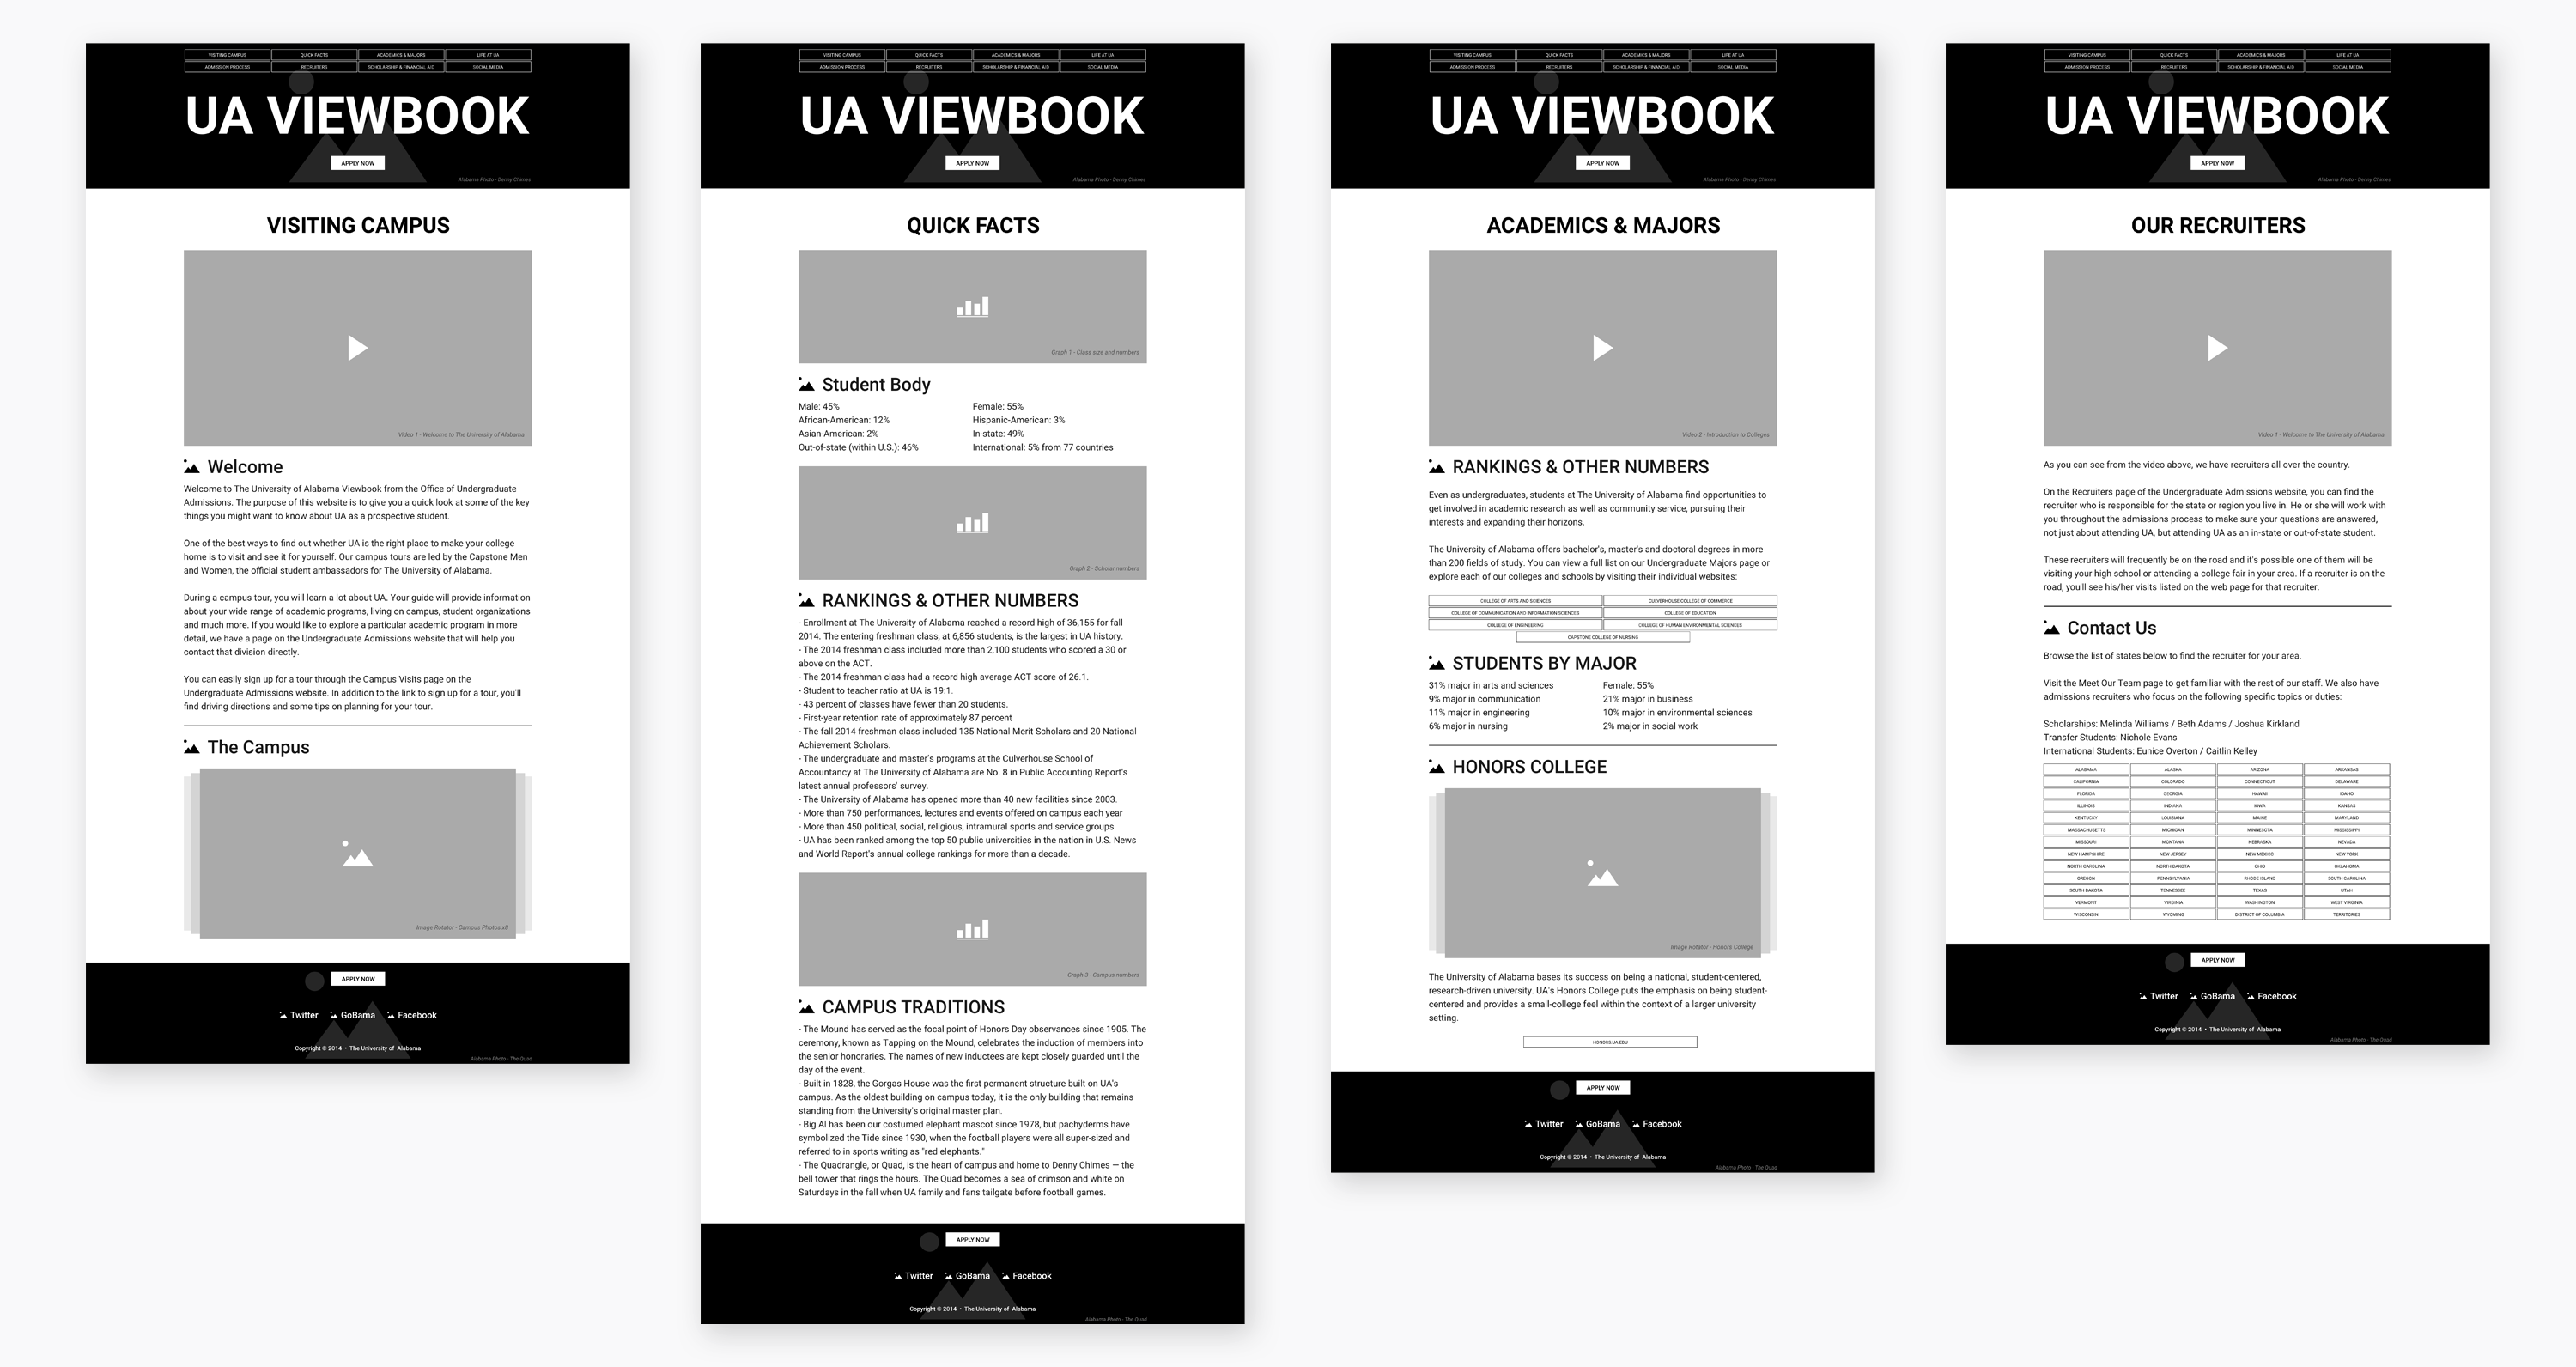 VISITING CAMPUS QUICK FACTS ACADEMICS & MAJORS LIFE AT UA
ADMISSION PROCESS RECRUITERS SCHOLARSHIP & FINANCIAL AID SOCIAL MEDIA
UA VIEWBOOK
APPLY NOW
Alabama Photo - Denny Chimes
VISITING CAMPUS
Video 1 - Welcome to The University of Alabama
Welcome
Welcome to The University of Alabama Viewbook from the Office of Undergraduate
Admissions. The purpose of this website is to give you a quick look at some of the key
things you might want to know about UA as a prospective student.
One of the best ways to find out whether UA is the right place to make your college
home is to visit and see it for yourself. Our campus tours are led by the Capstone Men
and Women, the official student ambassadors for The University of Alabama.
During a campus tour, you will learn a lot about UA. Your guide will provide information
about your wide range of academic programs, living on campus, student organizations
and much more. If you would like to explore a particular academic program in more
detail, we have a page on the Undergraduate Admissions website that will help you
contact that division directly.
You can easily sign up for a tour through the Campus Visits page on the
Undergraduate Admissions website. In addition to the link to sign up for a tour, you'll
find driving directions and some tips on planning for your tour.
The Campus
Image Rotator - Campus Photos x8
APPLY NOW
Twitter GoBama Facebook
Copyright © 2014 • The University of Alabama
Alabama Photo - The Quad
VISITING CAMPUS QUICK FACTS ACADEMICS & MAJORS LIFE AT UA
ADMISSION PROCESS RECRUITERS SCHOLARSHIP & FINANCIAL AID SOCIAL MEDIA
UA VIEWBOOK
APPLY NOW
Alabama Photo - Denny Chimes
QUICK FACTS
Graph 1 - Class size and numbers
Student Body
Male: 45% Female: 55%
African-American: 12% Hispanic-American: 3%
Asian-American: 2% In-state: 49%
Out-of-state (within U.S.): 46% International: 5% from 77 countries
Graph 2 - Scholar numbers
RANKINGS & OTHER NUMBERS
- Enrollment at The University of Alabama reached a record high of 36,155 for fall
2014. The entering freshman class, at 6,856 students, is the largest in UA history.
- The 2014 freshman class included more than 2,100 students who scored a 30 or
above on the ACT.
- The 2014 freshman class had a record high average ACT score of 26.1.
- Student to teacher ratio at UA is 19:1.
- 43 percent of classes have fewer than 20 students.
- First-year retention rate of approximately 87 percent
- The fall 2014 freshman class included 135 National Merit Scholars and 20 National
Achievement Scholars.
- The undergraduate and master's programs at the Culverhouse School of
Accountancy at The University of Alabama are No. 8 in Public Accounting Report's
latest annual professors' survey.
- The University of Alabama has opened more than 40 new facilities since 2003.
- More than 750 performances, lectures and events offered on campus each year
- More than 450 political, social, religious, intramural sports and service groups
- UA has been ranked among the top 50 public universities in the nation in U.S. News
and World Report's annual college rankings for more than a decade.
Graph 3 - Campus numbers
CAMPUS TRADITIONS
- The Mound has served as the focal point of Honors Day observances since 1905. The
ceremony, known as Tapping on the Mound, celebrates the induction of members into
the senior honoraries. The names of new inductees are kept closely guarded until the
day of the event.
- Built in 1828, the Gorgas House was the first permanent structure built on UA's
campus. As the oldest building on campus today, it is the only building that remains
standing from the University's original master plan.
- Big Al has been our costumed elephant mascot since 1978, but pachyderms have
symbolized the Tide since 1930, when the football players were all super-sized and
referred to in sports writing as "red elephants."
- The Quadrangle, or Quad, is the heart of campus and home to Denny Chimes — the
bell tower that rings the hours. The Quad becomes a sea of crimson and white on
Saturdays in the fall when UA family and fans tailgate before football games.
APPLY NOW
Twitter GoBama Facebook
Copyright © 2014 • The University of Alabama
Alabama Photo - The Quad
VISITING CAMPUS QUICK FACTS ACADEMICS & MAJORS LIFE AT UA
ADMISSION PROCESS RECRUITERS SCHOLARSHIP & FINANCIAL AID SOCIAL MEDIA
UA VIEWBOOK
APPLY NOW
Alabama Photo - Denny Chimes
ACADEMICS & MAJORS
Video 2 - Introduction to Colleges
RANKINGS & OTHER NUMBERS
Even as undergraduates, students at The University of Alabama find opportunities to
get involved in academic research as well as community service, pursuing their
interests and expanding their horizons.
The University of Alabama offers bachelor's, master's and doctoral degrees in more
than 200 fields of study. You can view a full list on our Undergraduate Majors page or
explore each of our colleges and schools by visiting their individual websites:
COLLEGE OF ARTS AND SCIENCES CULVERHOUSE COLLEGE OF COMMERCE
COLLEGE OF COMMUNICATION AND INFORMATION SCIENCES COLLEGE OF EDUCATION
COLLEGE OF ENGINEERING COLLEGE OF HUMAN ENVIRONMENTAL SCIENCES
CAPSTONE COLLEGE OF NURSING
STUDENTS BY MAJOR
31% major in arts and sciences Female: 55%
9% major in communication 21% major in business
11% major in engineering 10% major in environmental sciences
6% major in nursing 2% major in social work
HONORS COLLEGE
Image Rotator - Honors College
The University of Alabama bases its success on being a national, student-centered,
research-driven university. UA's Honors College puts the emphasis on being student-
centered and provides a small-college feel within the context of a larger university
setting.
HONORS.UA.EDU
APPLY NOW
Twitter GoBama Facebook
Copyright © 2014 • The University of Alabama
Alabama Photo - The Quad
VISITING CAMPUS QUICK FACTS ACADEMICS & MAJORS LIFE AT UA
ADMISSION PROCESS RECRUITERS SCHOLARSHIP & FINANCIAL AID SOCIAL MEDIA
UA VIEWBOOK
APPLY NOW
Alabama Photo - Denny Chimes
OUR RECRUITERS
Video 1 - Welcome to The University of Alabama
As you can see from the video above, we have recruiters all over the country.
On the Recruiters page of the Undergraduate Admissions website, you can find the
recruiter who is responsible for the state or region you live in. He or she will work with
you throughout the admissions process to make sure your questions are answered,
not just about attending UA, but attending UA as an in-state or out-of-state student.
These recruiters will frequently be on the road and it's possible one of them will be
visiting your high school or attending a college fair in your area. If a recruiter is on the
road, you'll see his/her visits listed on the web page for that recruiter.
Contact Us
Browse the list of states below to find the recruiter for your area.
Visit the Meet Our Team page to get familiar with the rest of our staff. We also have
admissions recruiters who focus on the following specific topics or duties:
Scholarships: Melinda Williams / Beth Adams / Joshua Kirkland
Transfer Students: Nichole Evans
International Students: Eunice Overton / Caitlin Kelley
ALABAMA ALASKA ARIZONA ARKANSAS
CALIFORNIA COLORADO CONNECTICUT DELAWARE
FLORIDA GEORGIA HAWAII IDAHO
ILLINOIS INDIANA IOWA KANSAS
KENTUCKY LOUISIANA MAINE MARYLAND
MASSACHUSETTS MICHIGAN MINNESOTA MISSISSIPPI
MISSOURI MONTANA NEBRASKA NEVADA
NEW HAMPSHIRE NEW JERSEY NEW MEXICO NEW YORK
NORTH CAROLINA NORTH DAKOTA OHIO OKLAHOMA
OREGON PENNSYLVANIA RHODE ISLAND SOUTH CAROLINA
SOUTH DAKOTA TENNESSEE TEXAS UTAH
VERMONT VIRGINIA WASHINGTON WEST VIRGINIA
WISCONSIN WYOMING DISTRICT OF COLUMBIA TERRITORIES
APPLY NOW
Twitter GoBama Facebook
Copyright © 2014 • The University of Alabama
Alabama Photo - The Quad